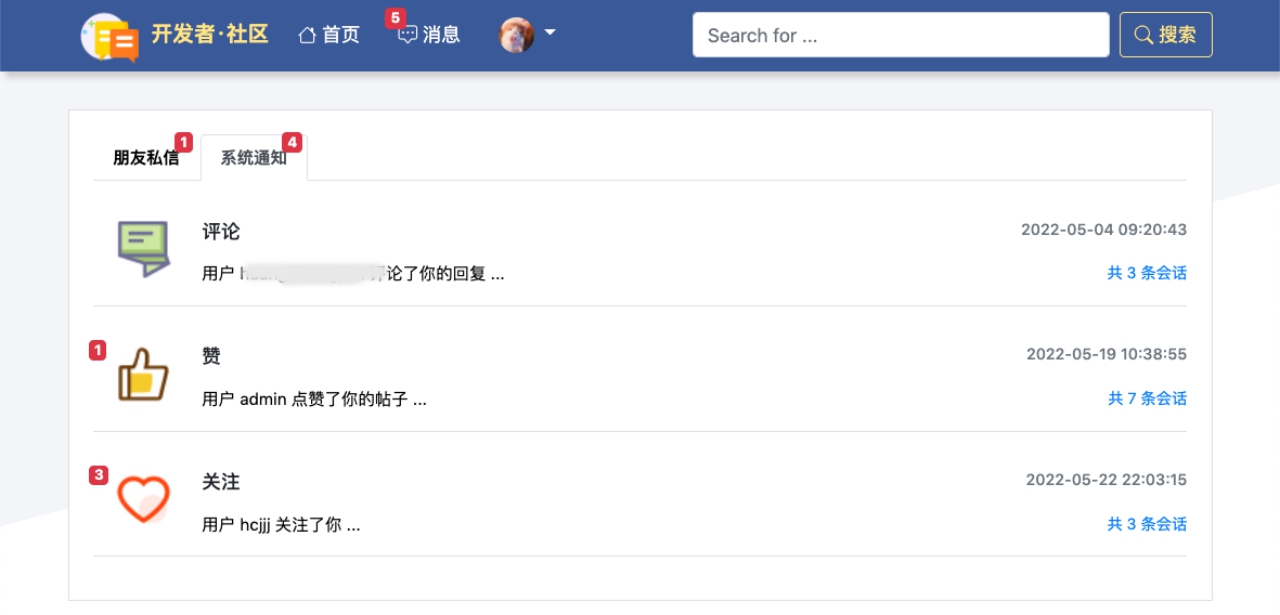 开发者·社区 首页 5 消息 Search for ... 搜索
朋友私信 1 系统通知 4
评论 2022-05-04 09:20:43
用户 论了你的回复 ... 共 3 条会话
1 赞 2022-05-19 10:38:55
用户 admin 点赞了你的帖子 ... 共 7 条会话
3 关注 2022-05-22 22:03:15
用户 hcjjj 关注了你 ... 共 3 条会话